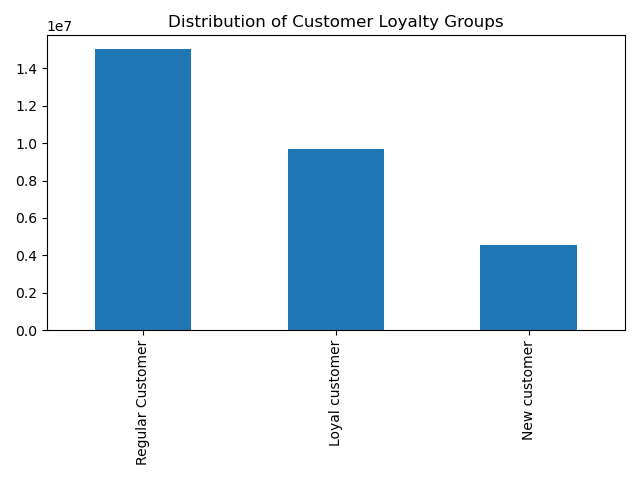 Distribution of Customer Loyalty Groups
1e7
1.4
1.2
1.0
0.8
0.6
0.4
0.2
0.0
Regular Customer
Loyal customer
New customer